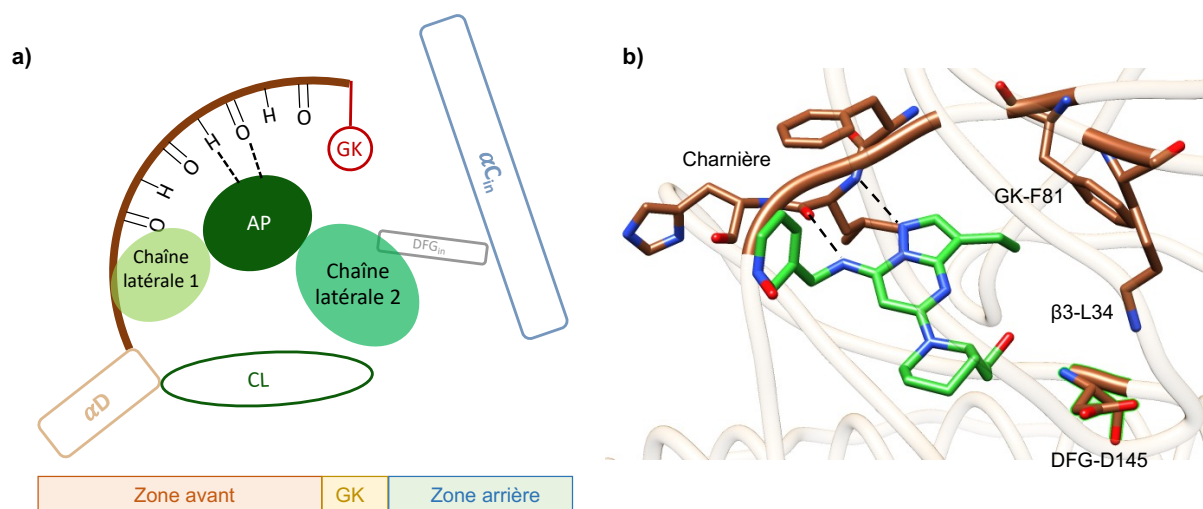 a)
O
H
O
H
O
H
O
GK
AP
Chaîne
latérale 1
Chaîne
latérale 2
DFGin
αCin
CL
αD
Zone avant
GK
Zone arrière
b)
Charnière
GK-F81
β3-L34
DFG-D145